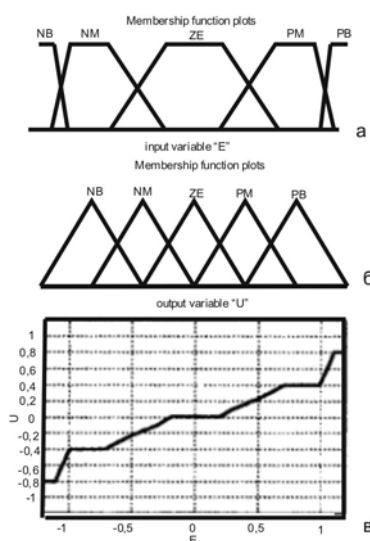 Membership function plots
NB NM ZE PM PB
а
input variable "E"
Membership function plots
NB NM ZE PM PB
б
output variable "U"
1
0,8
0,6
0,4
0,2
0
-0,2
-0,4
-0,6
-0,8
-1
U
-1 -0,5 0 0,5 1
E
в